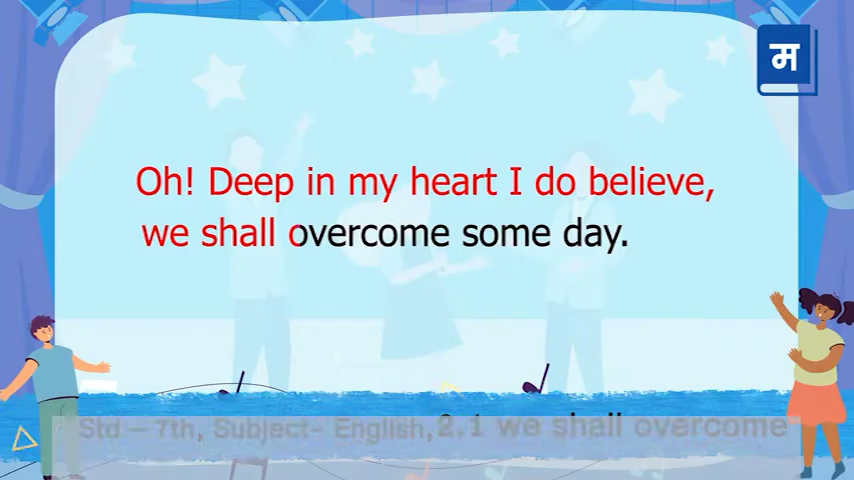 म
Oh! Deep in my heart I do believe,
we shall overcome some day.
Std – 7th, Subject- English, 2.1 we shall overcome